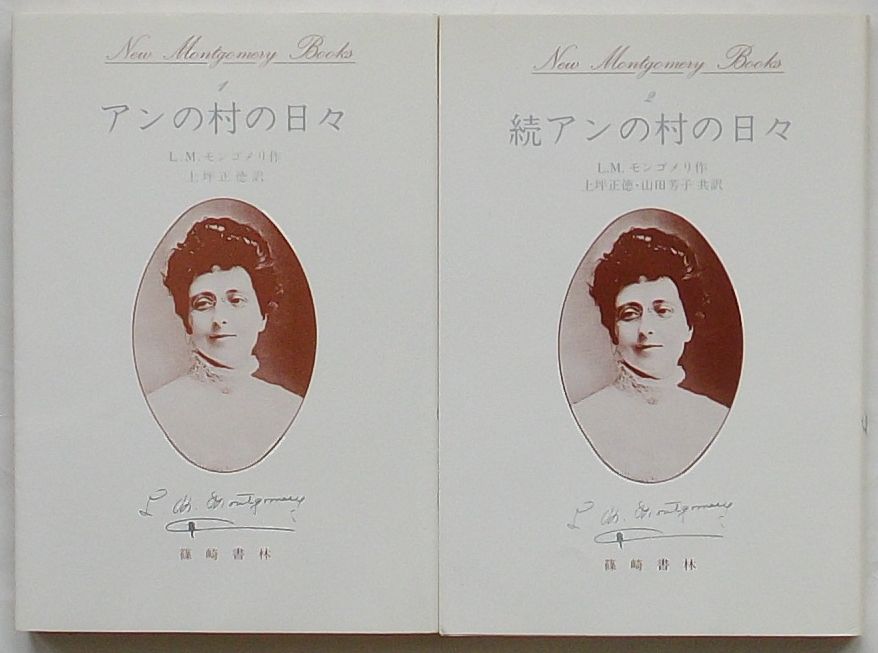 New Montgomery Books
1
アンの村の日々
L.M.モンゴメリ作
上坪正徳訳
L. M. Montgomery
篠崎書林
New Montgomery Books
2
続アンの村の日々
L.M.モンゴメリ作
上坪正徳・山田芳子共訳
L. M. Montgomery
篠崎書林